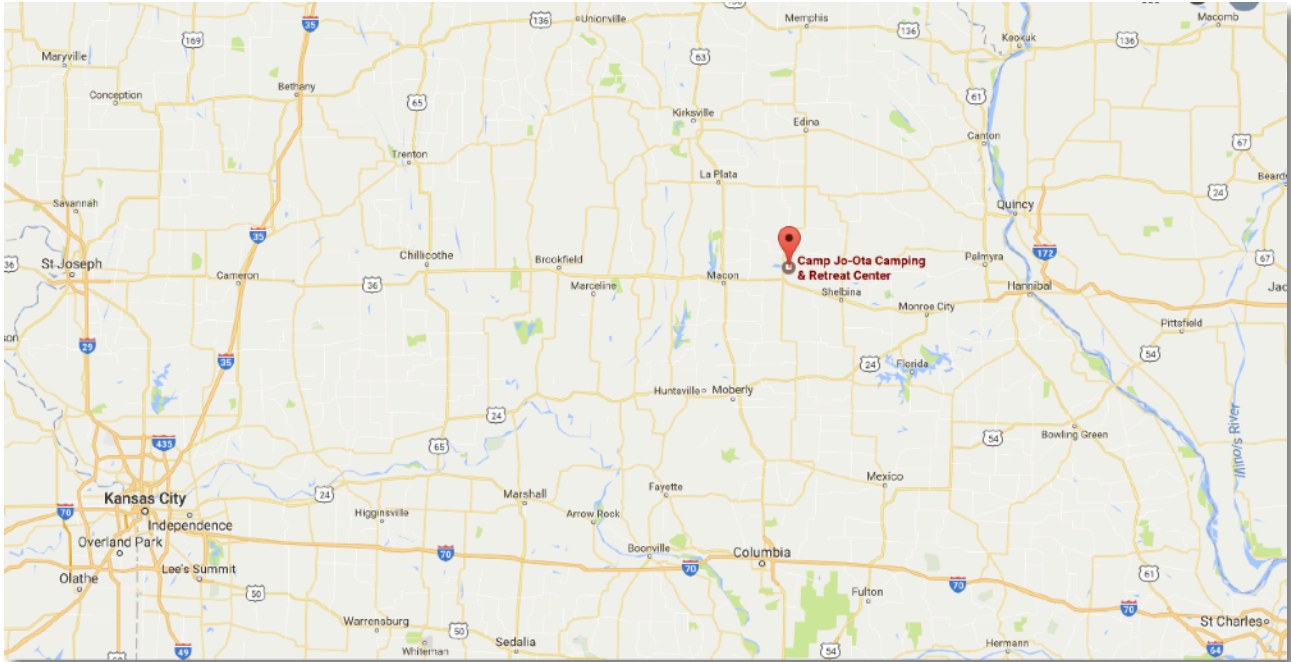 35
136
Unionville
Memphis
136
Macomb
169
136
Keokuk
Maryville
63
Bethany
Conception
65
61
Kirksville
Edina
Canton
67
Trenton
La Plata
24
Savannah
Quincy
35
Chillicothe
Brookfield
Camp Jo-Ota Camping
& Retreat Center
172
67
36
St Joseph
Cameron
36
Marceline
Macon
Shelbina
Palmyra
Hannibal
Monroe City
Pittsfield
29
35
24
Florida
54
Huntsville
Moberly
24
435
65
54
Bowling Green
Illinois River
Mexico
Kansas City
24
Marshall
Fayette
70
Independence
Higginsville
Arrow Rock
Overland Park
70
Boonville
Columbia
70
Olathe
Lee's Summit
50
70
61
Fulton
70
Warrensburg
50
St Charles
Whiteman
Sedalia
54
Hermann
49
64